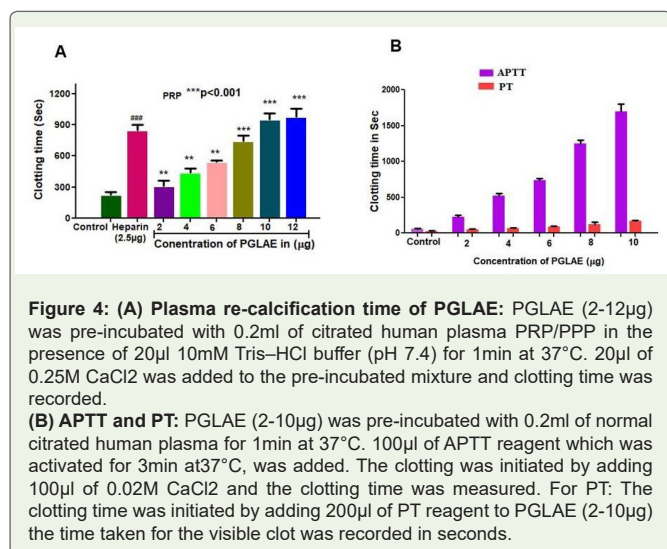 A
B
PRP ***p<0.001
APTT
PT
Clotting time (Sec)
1200
900
600
300
0
###
**
**
**
***
***
***
Control
Heparin
(2.5µg)
2
4
6
8
10
12
Conentration of PGLAE in (µg)
Clotting time in Sec
2000
1500
1000
500
0
Control
2
4
6
8
10
Concentration of PGLAE (µg)
Figure 4: (A) Plasma re-calcification time of PGLAE: PGLAE (2-12µg)
was pre-incubated with 0.2ml of citrated human plasma PRP/PPP in the
presence of 20µl 10mM Tris–HCl buffer (pH 7.4) for 1min at 37°C. 20µl of
0.25M CaCl2 was added to the pre-incubated mixture and clotting time was
recorded.
(B) APTT and PT: PGLAE (2-10µg) was pre-incubated with 0.2ml of normal
citrated human plasma for 1min at 37°C. 100µl of APTT reagent which was
activated for 3min at37°C, was added. The clotting was initiated by adding
100µl of 0.02M CaCl2 and the clotting time was measured. For PT: The
clotting time was initiated by adding 200µl of PT reagent to PGLAE (2-10µg)
the time taken for the visible clot was recorded in seconds.